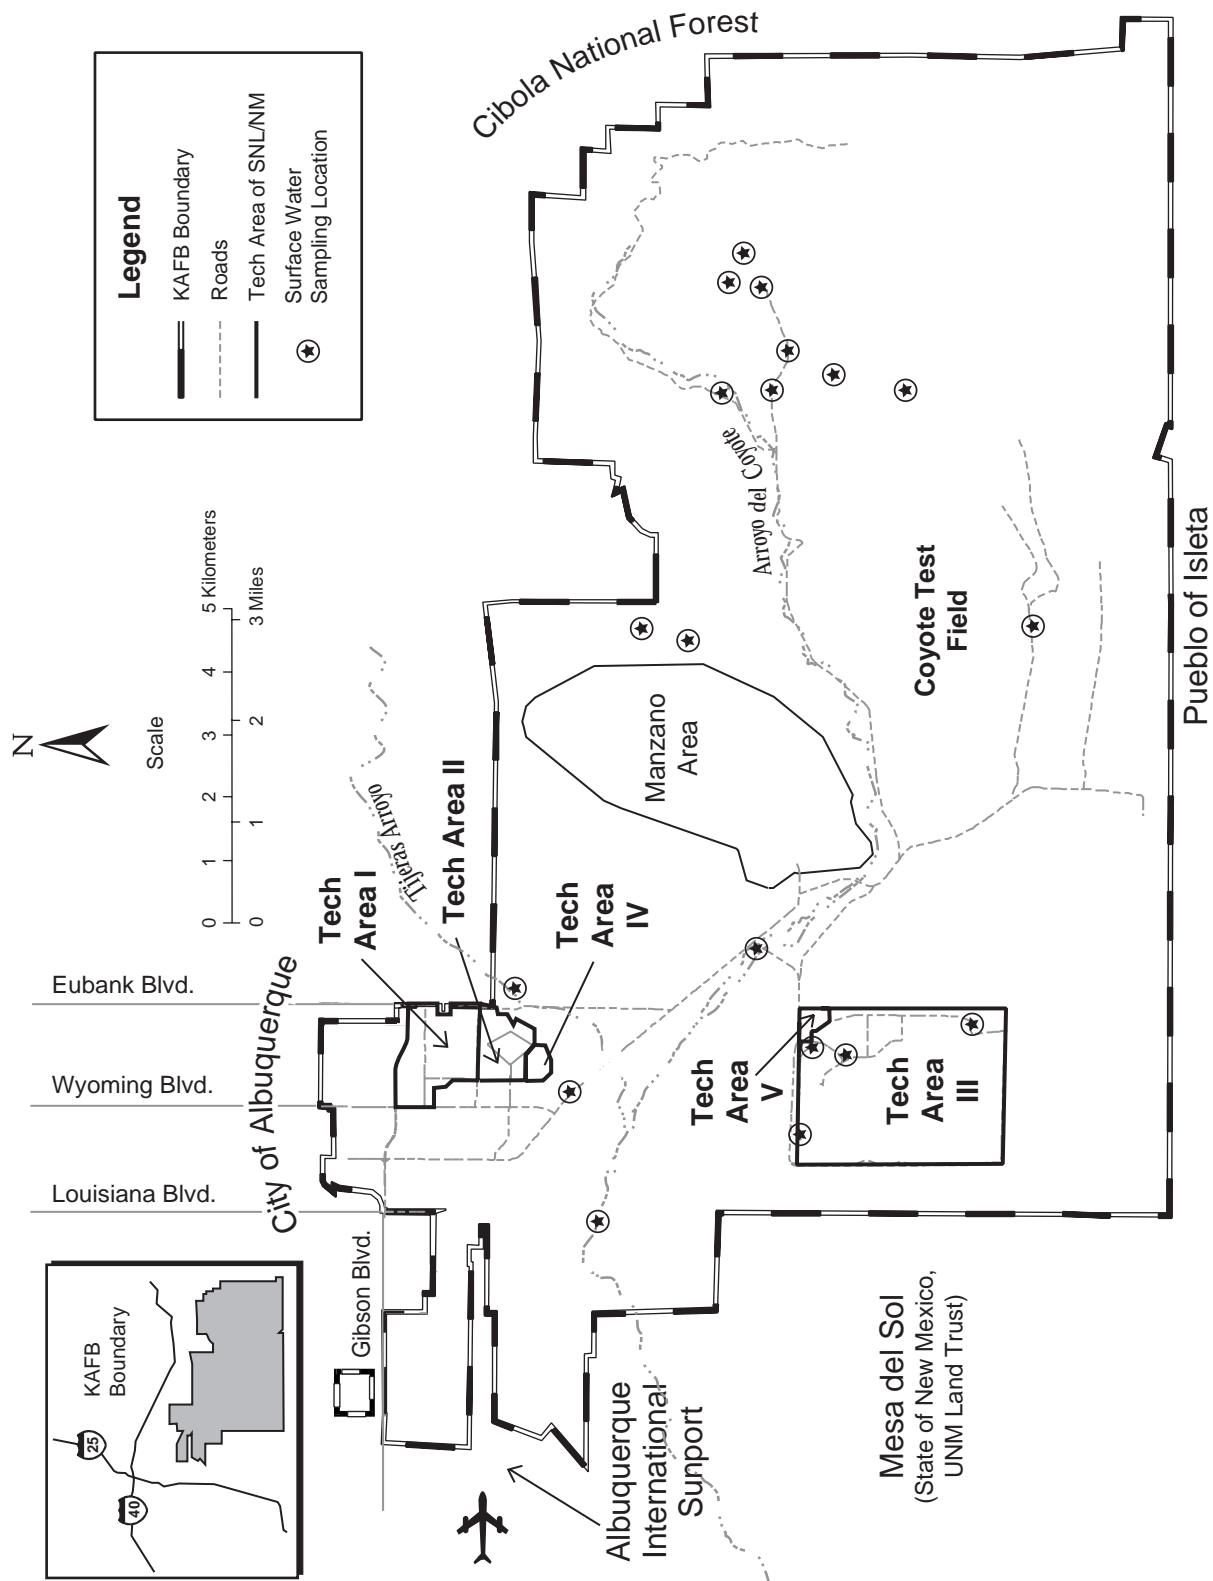 Legend
KAFB Boundary
Roads
Tech Area of SNL/NM
Surface Water
Sampling Location
Cibola National Forest
N
Scale
0 1 2 3 4 5 Kilometers
0 1 2 3 Miles
Eubank Blvd.
Wyoming Blvd.
Louisiana Blvd.
City of Albuquerque
Gibson Blvd.
KAFB
Boundary
25
40
Tijeras Arroyo
Tech
Area I
Tech Area II
Tech
Area
IV
Manzano
Area
Arroyo del Coyote
Coyote Test
Field
Tech
Area
V
Tech
Area
III
Albuquerque
International
Sunport
Mesa del Sol
(State of New Mexico,
UNM Land Trust)
Pueblo of Isleta